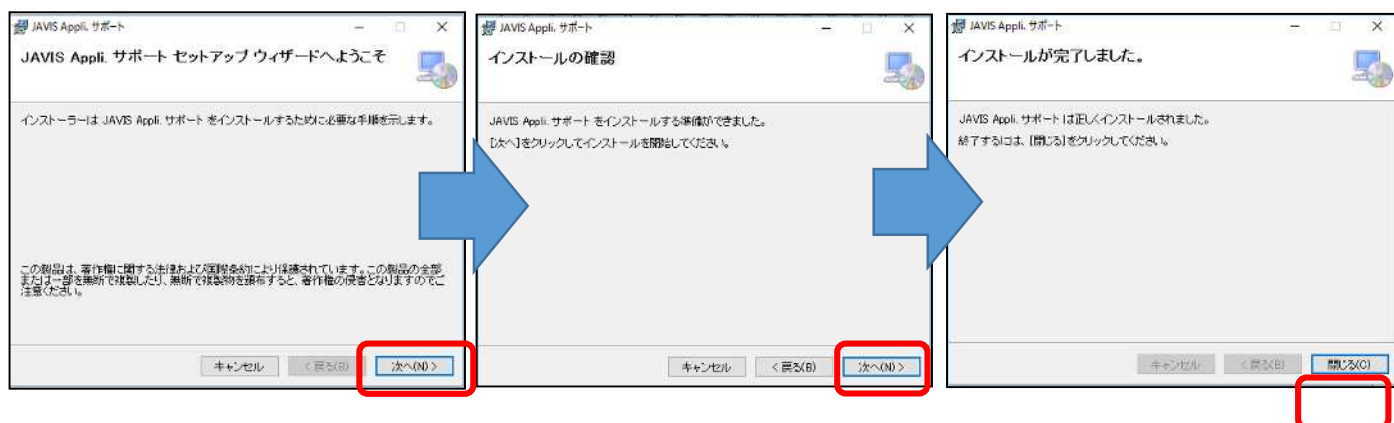 JAVIS Appli. サポート
JAVIS Appli. サポート セットアップ ウィザードへようこそ
インストーラーは JAVIS Appli. サポート をインストールするために必要な手順を示します。
この製品は、著作権に関する法律および国際条約により保護されています。この製品の全部
または一部を無断で複製したり、無断で複製物を頒布すると、著作権の侵害となりますのでご
注意ください。
キャンセル
< 戻る(B)
次へ(N) >
JAVIS Appli. サポート
インストールの確認
JAVIS Appli. サポート をインストールする準備ができました。
[次へ]をクリックしてインストールを開始してください。
キャンセル
< 戻る(B)
次へ(N) >
JAVIS Appli. サポート
インストールが完了しました。
JAVIS Appli. サポート は正しくインストールされました。
終了するには、[閉じる]をクリックしてください。
キャンセル
< 戻る(B)
閉じる(C)